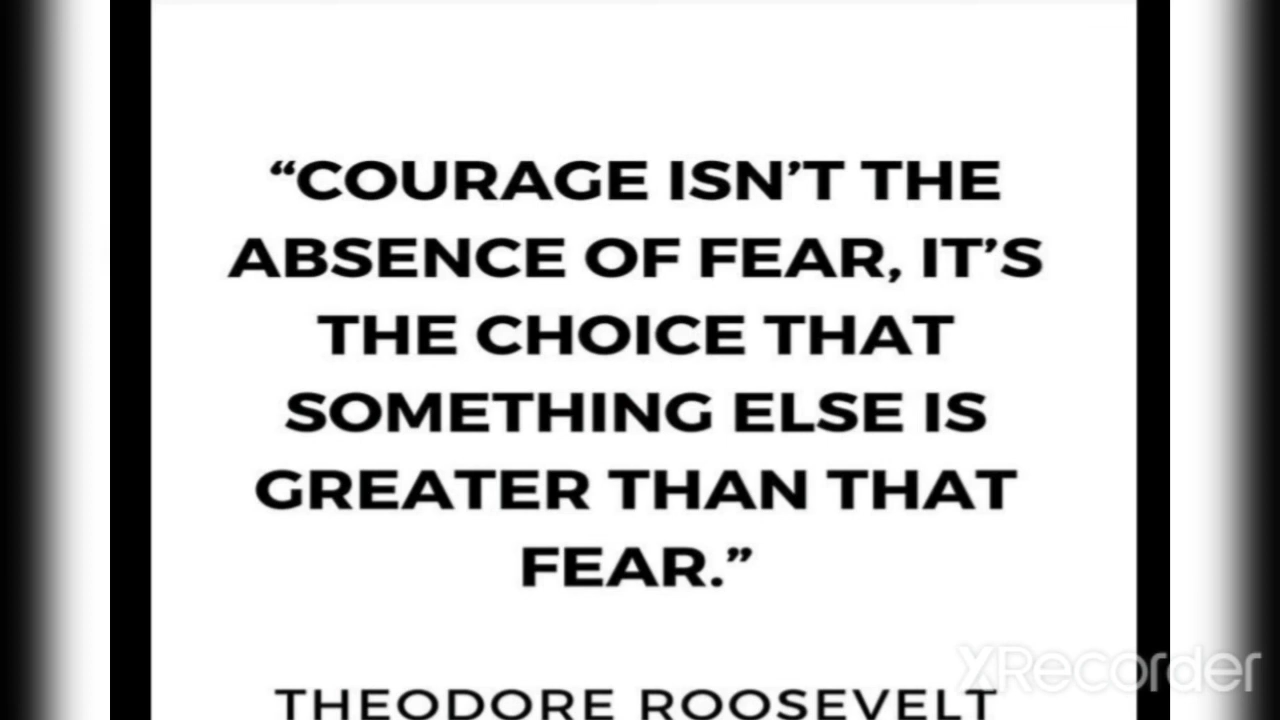 “COURAGE ISN’T THE
ABSENCE OF FEAR, IT’S
THE CHOICE THAT
SOMETHING ELSE IS
GREATER THAN THAT
FEAR.”
THEODORE ROOSEVELT
XRecorder